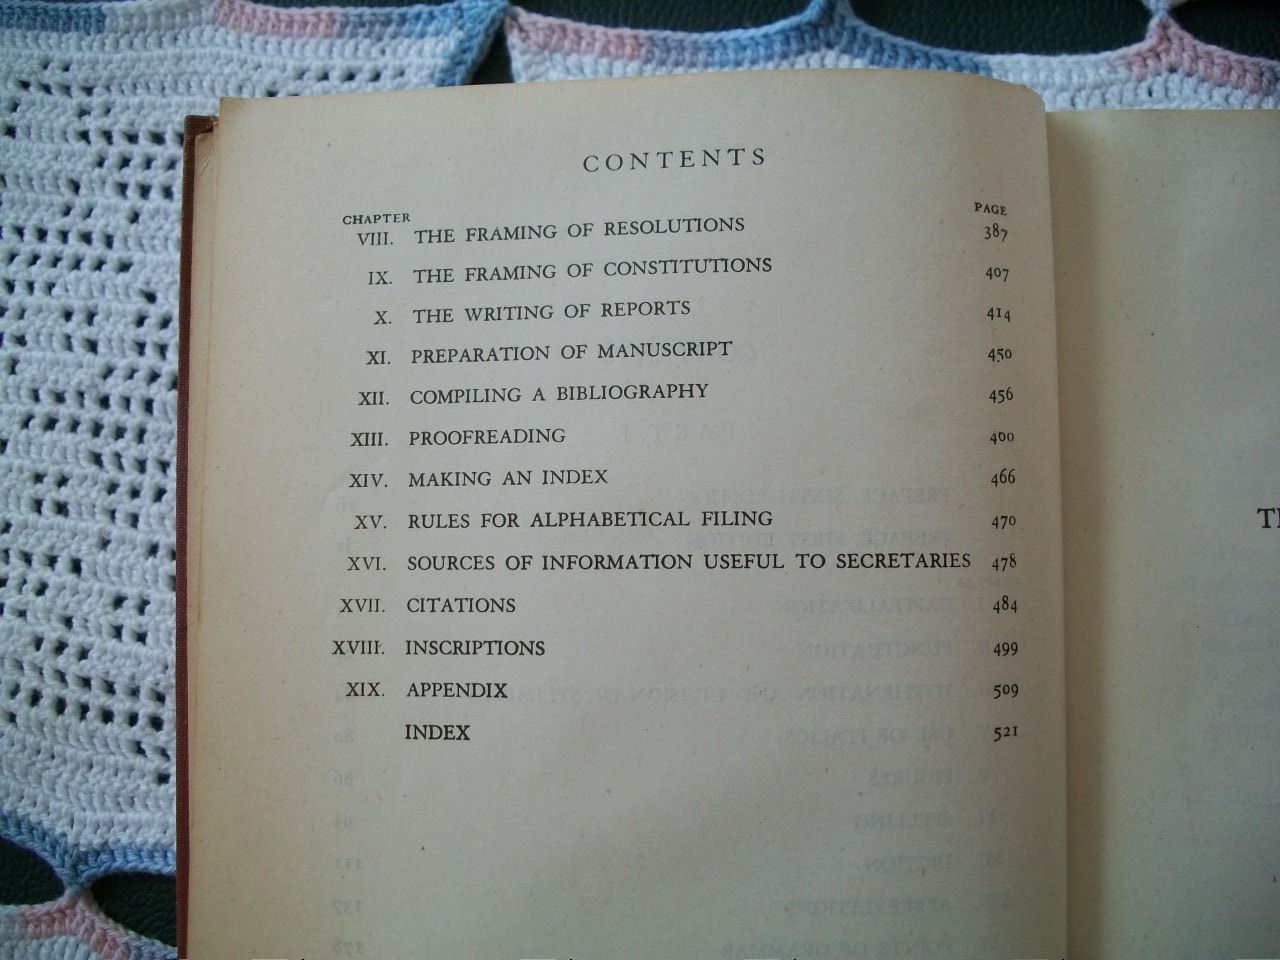 CONTENTS
CHAPTER PAGE
VIII. THE FRAMING OF RESOLUTIONS 387
IX. THE FRAMING OF CONSTITUTIONS 407
X. THE WRITING OF REPORTS 414
XI. PREPARATION OF MANUSCRIPT 450
XII. COMPILING A BIBLIOGRAPHY 456
XIII. PROOFREADING 460
XIV. MAKING AN INDEX 466
XV. RULES FOR ALPHABETICAL FILING 470
XVI. SOURCES OF INFORMATION USEFUL TO SECRETARIES 478
XVII. CITATIONS 484
XVIII. INSCRIPTIONS 499
XIX. APPENDIX 509
INDEX 521